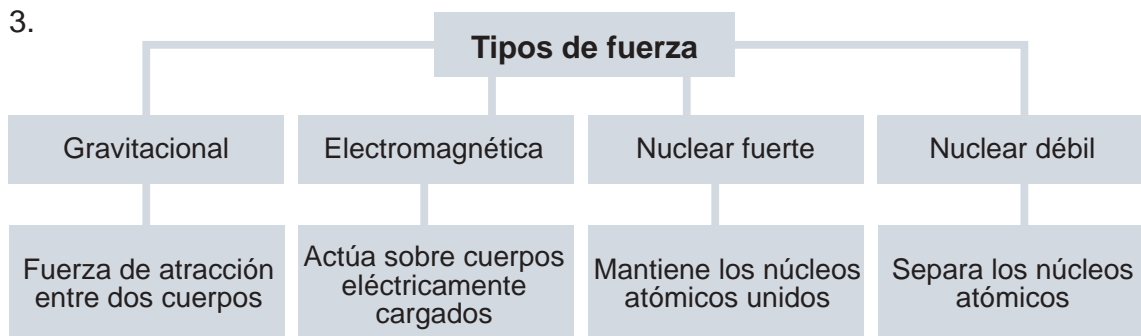 3.
Tipos de fuerza
Gravitacional
Electromagnética
Nuclear fuerte
Nuclear débil
Fuerza de atracción
entre dos cuerpos
Actúa sobre cuerpos
eléctricamente
cargados
Mantiene los núcleos
atómicos unidos
Separa los núcleos
atómicos